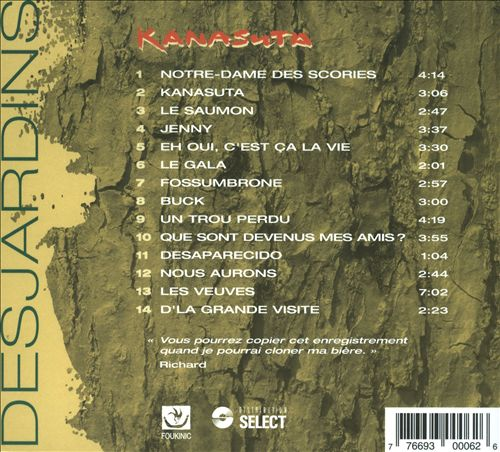 DESJARDINS
KANASUTA
1 NOTRE-DAME DES SCORIES 4:14
2 KANASUTA 3:06
3 LE SAUMON 2:47
4 JENNY 3:37
5 EH OUI, C'EST ÇA LA VIE 3:30
6 LE GALA 2:01
7 FOSSUMBRONE 2:57
8 BUCK 3:00
9 UN TROU PERDU 4:19
10 QUE SONT DEVENUS MES AMIS? 3:55
11 DESAPARECIDO 1:04
12 NOUS AURONS 2:44
13 LES VEUVES 7:02
14 D'LA GRANDE VISITE 2:23
« Vous pourrez copier cet enregistrement
quand je pourrai cloner ma bière. »
Richard
FOUKINIC
DISTRIBUTION
SELECT
7 76693 00062 6